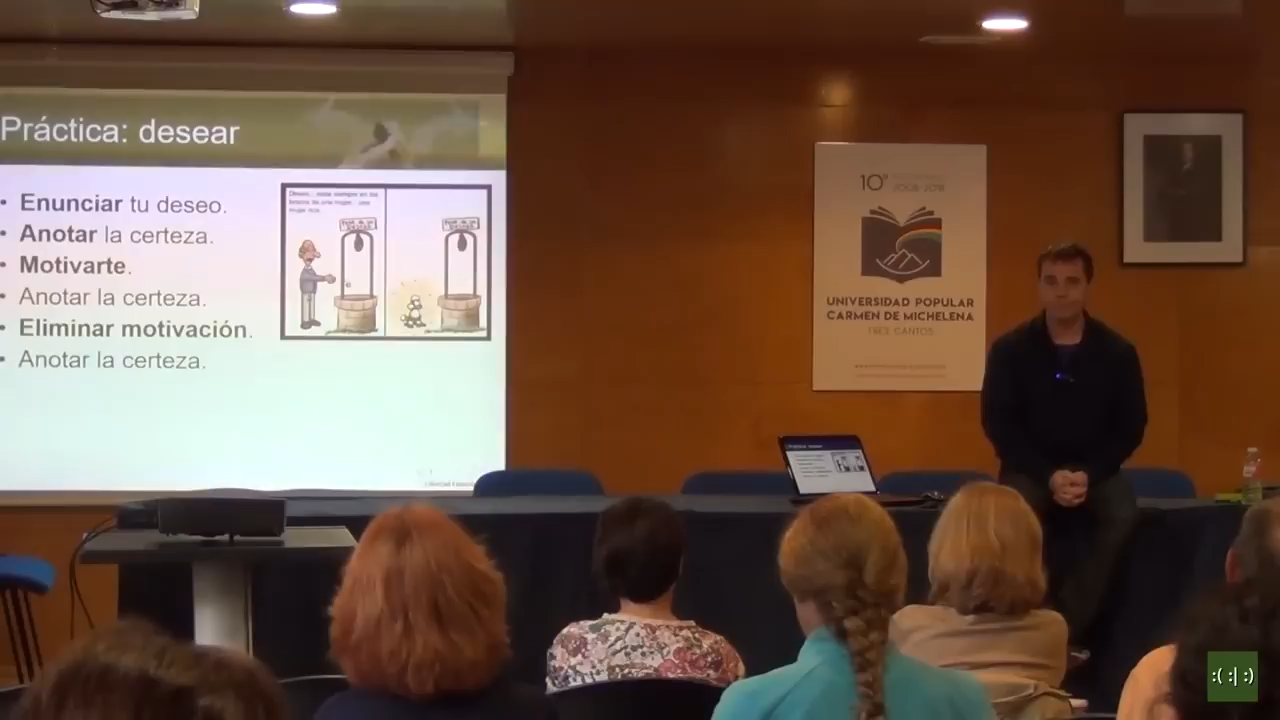 Práctica: desear
• Enunciar tu deseo.
• Anotar la certeza.
• Motivarte.
• Anotar la certeza.
• Eliminar motivación.
• Anotar la certeza.
10º
2008-2018
UNIVERSIDAD POPULAR
CARMEN DE MICHELENA
TRES CANTOS
:( :| :)